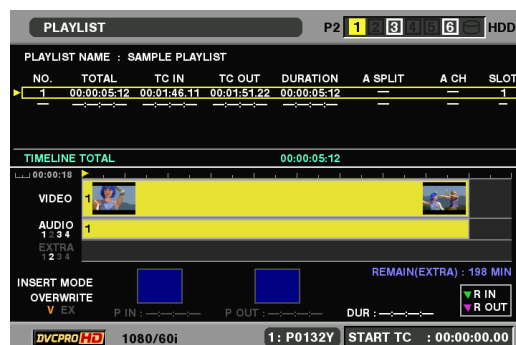 PLAYLIST P2 1 2 3 4 5 6 HDD
PLAYLIST NAME : SAMPLE PLAYLIST
NO. TOTAL TC IN TC OUT DURATION A SPLIT A CH SLOT
1 00:00:05:12 00:01:46.11 00:01:51.22 00:00:05:12 — — 1
— —:—:—:— —:—:—:— —:—:—:— —:—:—:— — — —
TIMELINE TOTAL 00:00:05:12
00:00:18
VIDEO 1
AUDIO 1
1 2 3 4
EXTRA
1 2 3 4
REMAIN(EXTRA) : 198 MIN
INSERT MODE
OVERWRITE
V EX
P IN : —:—:—:— P OUT : —:—:—:— DUR : —:—:—:—
R IN
R OUT
DVCPRO HD 1080/60i 1: P0132Y START TC : 00:00:00.00